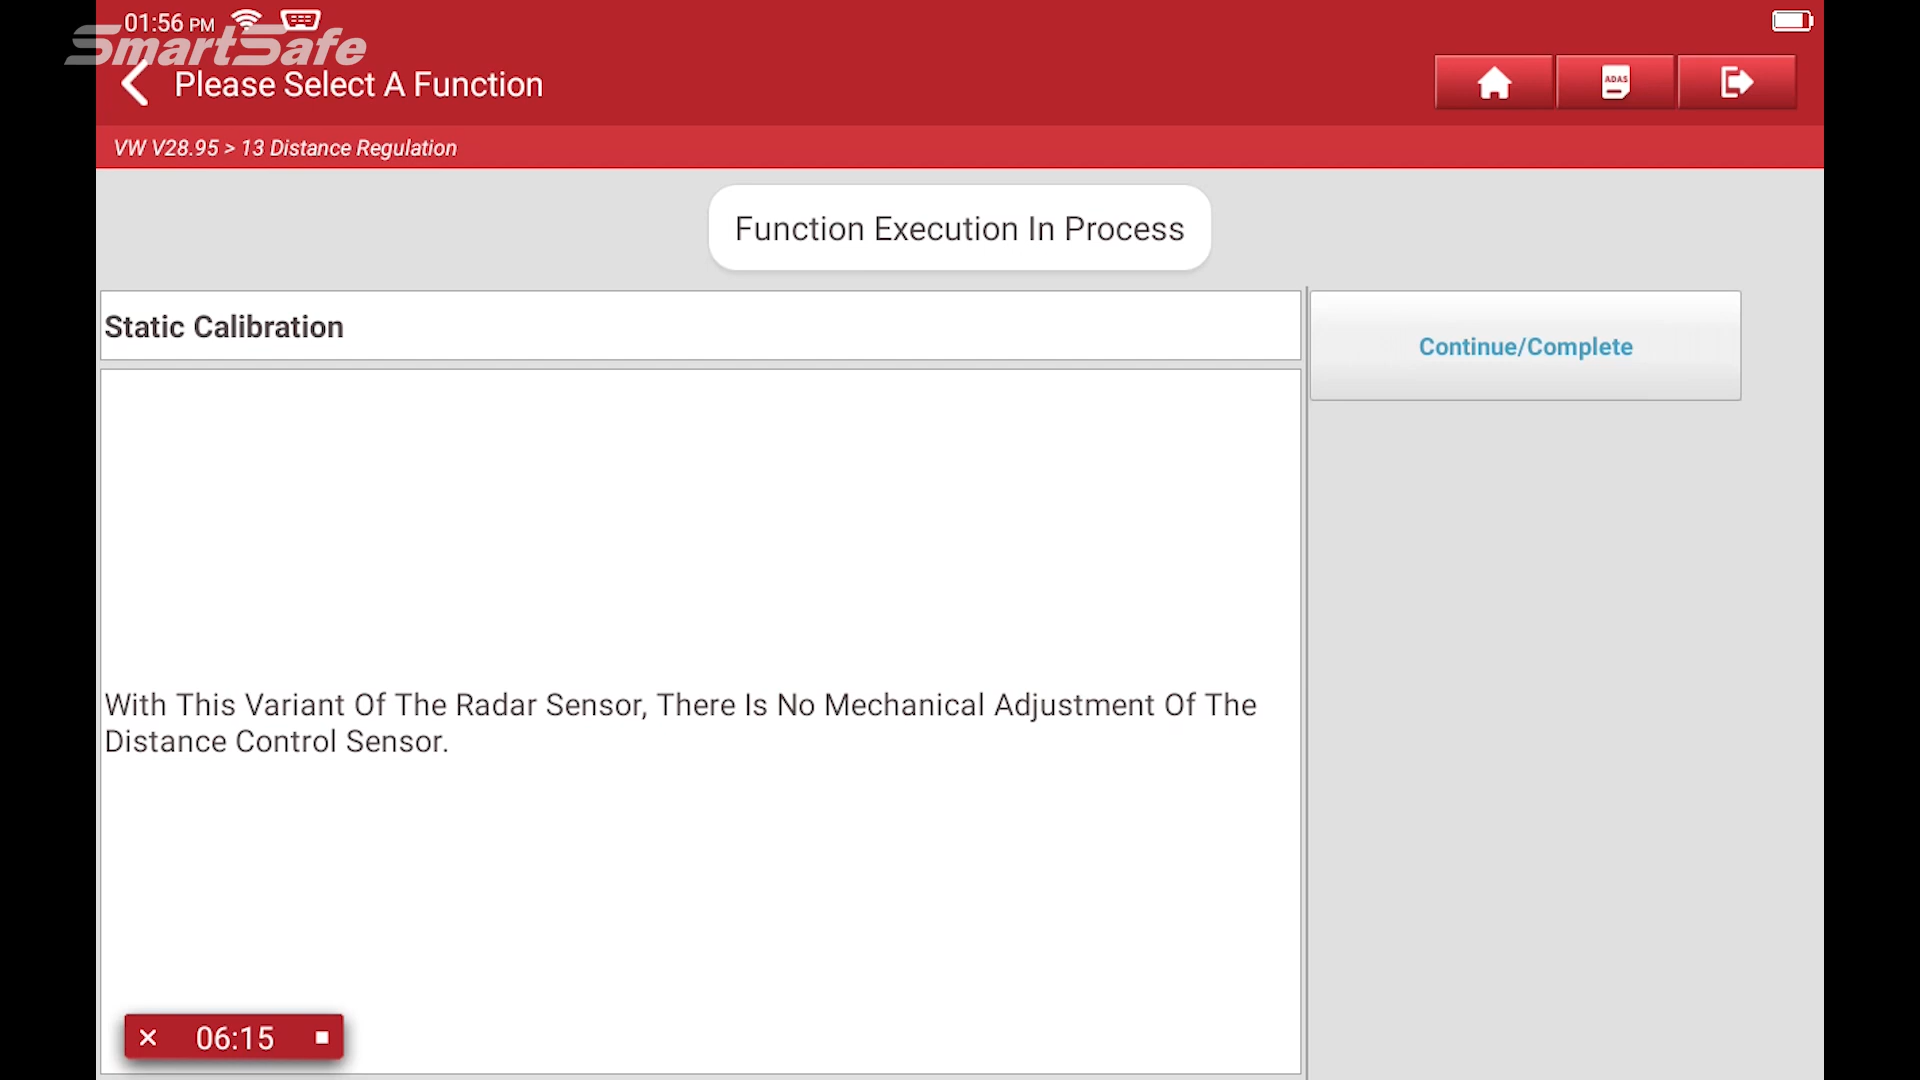 01:56 PM
SmartSafe
Please Select A Function
ADAS
VW V28.95 > 13 Distance Regulation
Function Execution In Process
Static Calibration
Continue/Complete
With This Variant Of The Radar Sensor, There Is No Mechanical Adjustment Of The
Distance Control Sensor.
06:15